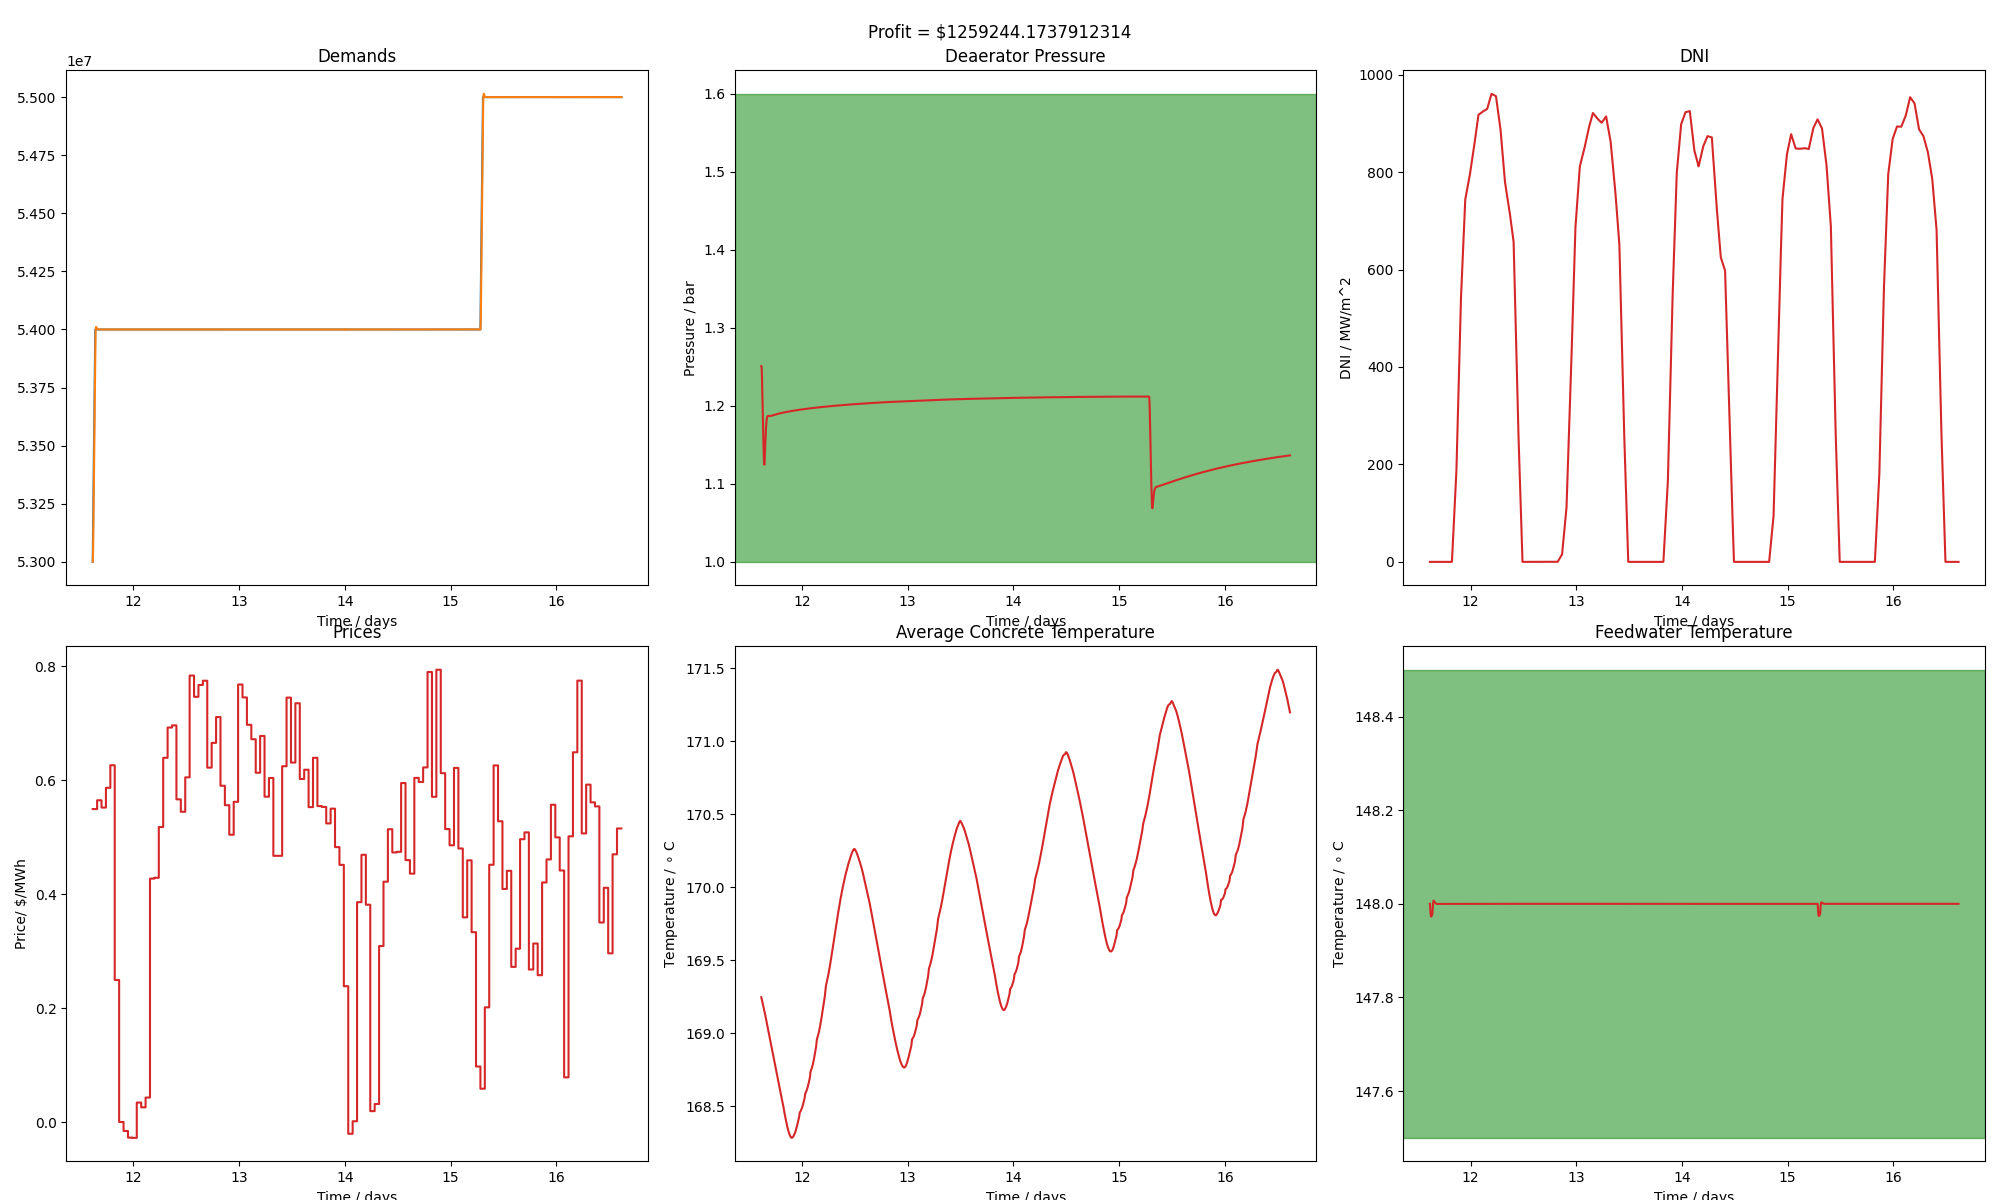 Profit = $1259244.1737912314
Demands
1e7
5.500
5.475
5.450
5.425
5.400
5.375
5.350
5.325
5.300
12 13 14 15 16
Time / days
Deaerator Pressure
Pressure / bar
1.6
1.5
1.4
1.3
1.2
1.1
1.0
12 13 14 15 16
Time / days
DNI
DNI / MW/m^2
1000
800
600
400
200
0
12 13 14 15 16
Time / days
Prices
Price/ $/MWh
0.8
0.6
0.4
0.2
0.0
12 13 14 15 16
Time / days
Average Concrete Temperature
Temperature / ∘ C
171.5
171.0
170.5
170.0
169.5
169.0
168.5
12 13 14 15 16
Time / days
Feedwater Temperature
Temperature / ∘ C
148.4
148.2
148.0
147.8
147.6
12 13 14 15 16
Time / days